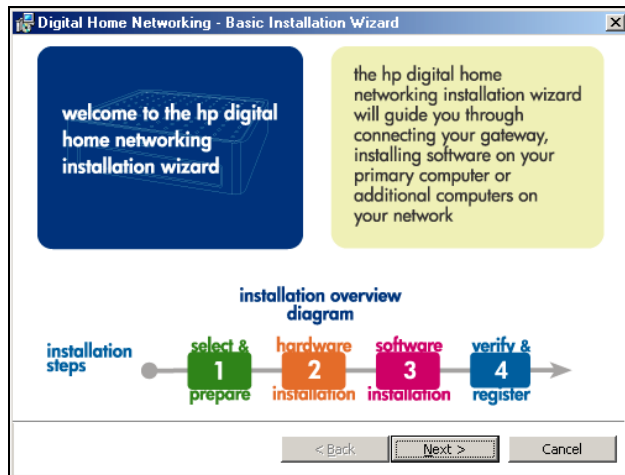 Digital Home Networking - Basic Installation Wizard
welcome to the hp digital
home networking
installation wizard
the hp digital home
networking installation wizard
will guide you through
connecting your gateway,
installing software on your
primary computer or
additional computers on
your network
installation overview
diagram
installation
steps
select &
1
prepare
hardware
2
installation
software
3
installation
verify &
4
register
< Back
Next >
Cancel